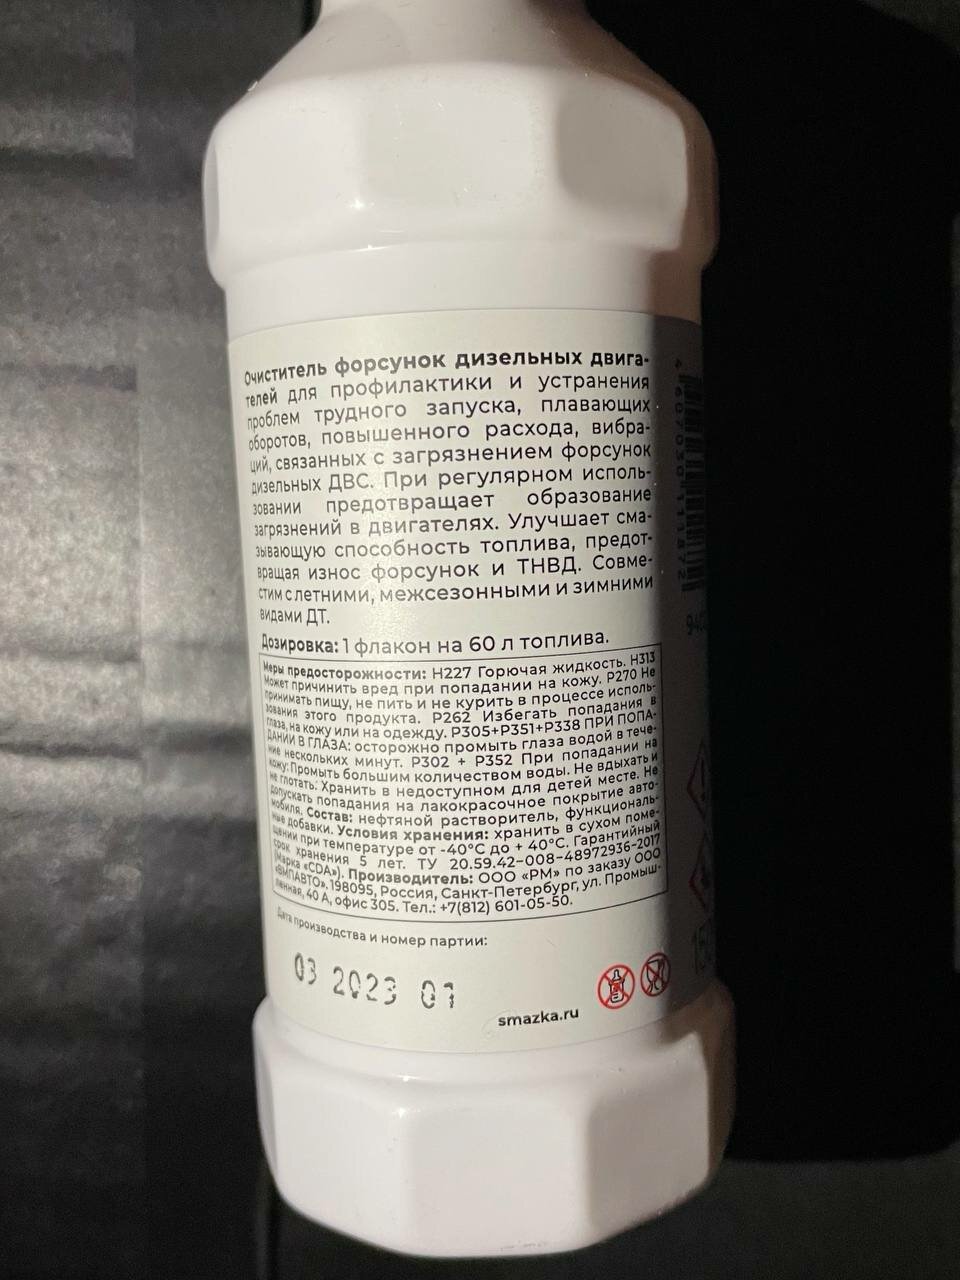 Очиститель форсунок дизельных двига-
телей для профилактики и устранения
проблем трудного запуска, плавающих
оборотов, повышенного расхода, вибра-
ций, связанных с загрязнением форсунок
дизельных ДВС. При регулярном исполь-
зовании предотвращает образование
загрязнений в двигателях. Улучшает сма-
зывающую способность топлива, предот-
вращая износ форсунок и ТНВД. Совме-
стим с летними, межсезонными и зимними
видами ДТ.
Дозировка: 1 флакон на 60 л топлива.
Меры предосторожности: H227 Горючая жидкость. H313
Может причинить вред при попадании на кожу. P270 Не
принимать пищу, не пить и не курить в процессе исполь-
зования этого продукта. P262 Избегать попадания в
глаза, на кожу или на одежду. P305+P351+P338 ПРИ ПОПА-
ДАНИИ В ГЛАЗА: осторожно промыть глаза водой в тече-
ние нескольких минут. P302 + P352 При попадании на
кожу: Промыть большим количеством воды. Не вдыхать и
не глотать. Хранить в недоступном для детей месте. Не
допускать попадания на лакокрасочное покрытие авто-
мобиля. Состав: нефтяной растворитель, функциональ-
ные добавки. Условия хранения: хранить в сухом поме-
щении при температуре от -40°С до + 40°С. Гарантийный
срок хранения 5 лет. ТУ 20.59.42–008–48972936–2017
(Марка «CDA»). Производитель: ООО «РМ» по заказу ООО
«ВМПАВТО». 198095, Россия, Санкт-Петербург, ул. Промыш-
ленная, 40 А, офис 305. Тел.: +7(812) 601-05-50.
Дата производства и номер партии:
03 2023 01
smazka.ru
4 607030 111872